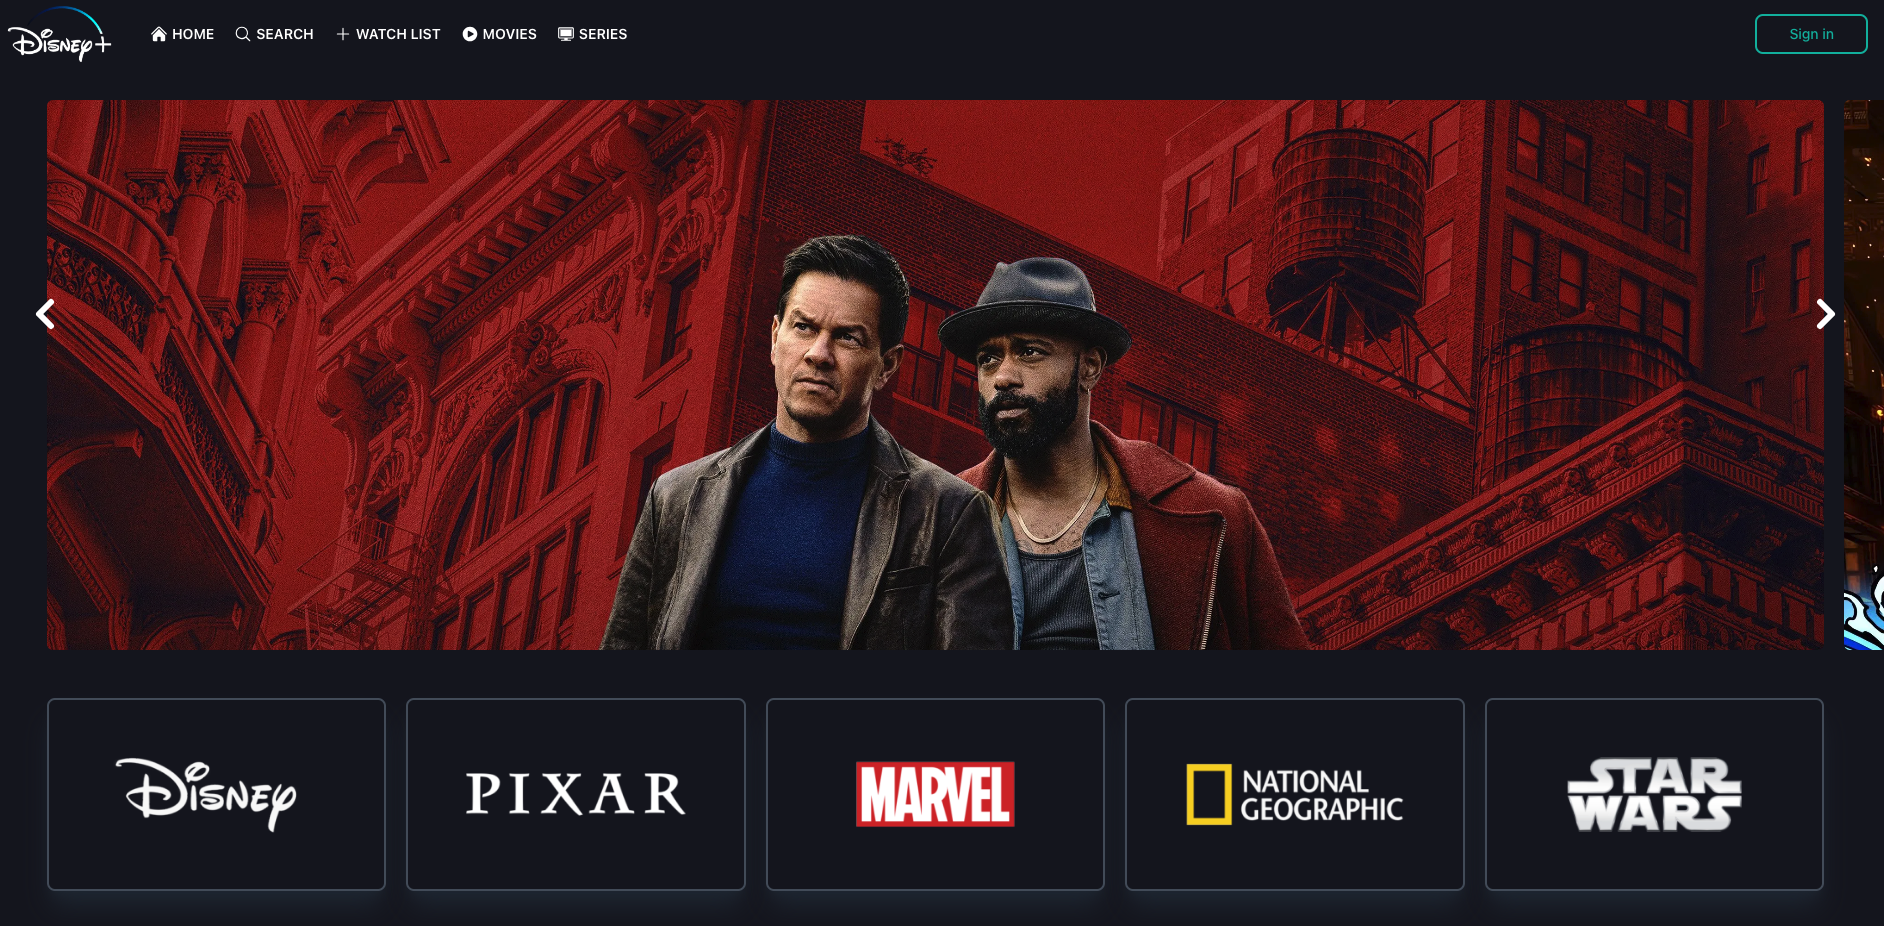 Disney+
HOME
SEARCH
WATCH LIST
MOVIES
SERIES
Sign in
Disney
PIXAR
MARVEL
NATIONAL
GEOGRAPHIC
STAR
WARS